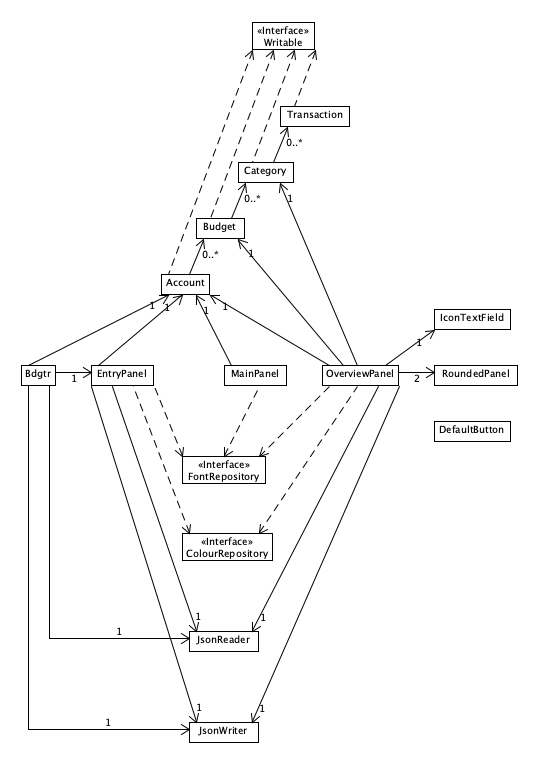 «Interface»
Writable
Transaction
0..*
Category
0..*
1
Budget
0..*
1
Account
1
1
1
1
IconTextField
1
Bdgtr
1
EntryPanel
MainPanel
OverviewPanel
2
RoundedPanel
DefaultButton
«Interface»
FontRepository
«Interface»
ColourRepository
1
1
1
JsonReader
1
1
1
JsonWriter